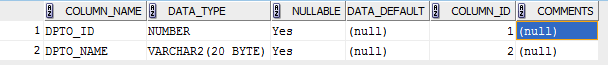 COLUMN_NAME DATA_TYPE NULLABLE DATA_DEFAULT COLUMN_ID COMMENTS
1 DPTO_ID NUMBER Yes (null) 1 (null)
2 DPTO_NAME VARCHAR2(20 BYTE) Yes (null) 2 (null)